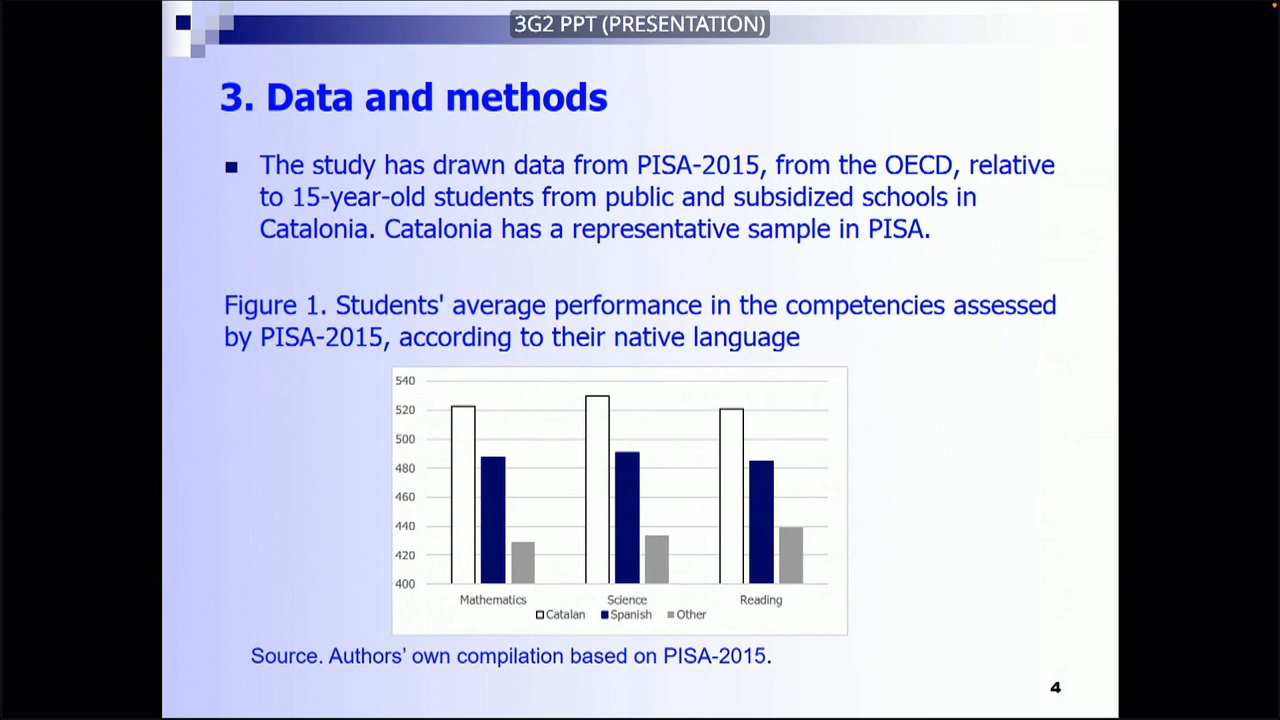 3G2 PPT (PRESENTATION)
3. Data and methods
The study has drawn data from PISA-2015, from the OECD, relative
to 15-year-old students from public and subsidized schools in
Catalonia. Catalonia has a representative sample in PISA.
Figure 1. Students' average performance in the competencies assessed
by PISA-2015, according to their native language
540
520
500
480
460
440
420
400
Mathematics Science Reading
Catalan Spanish Other
Source. Authors’ own compilation based on PISA-2015.
4